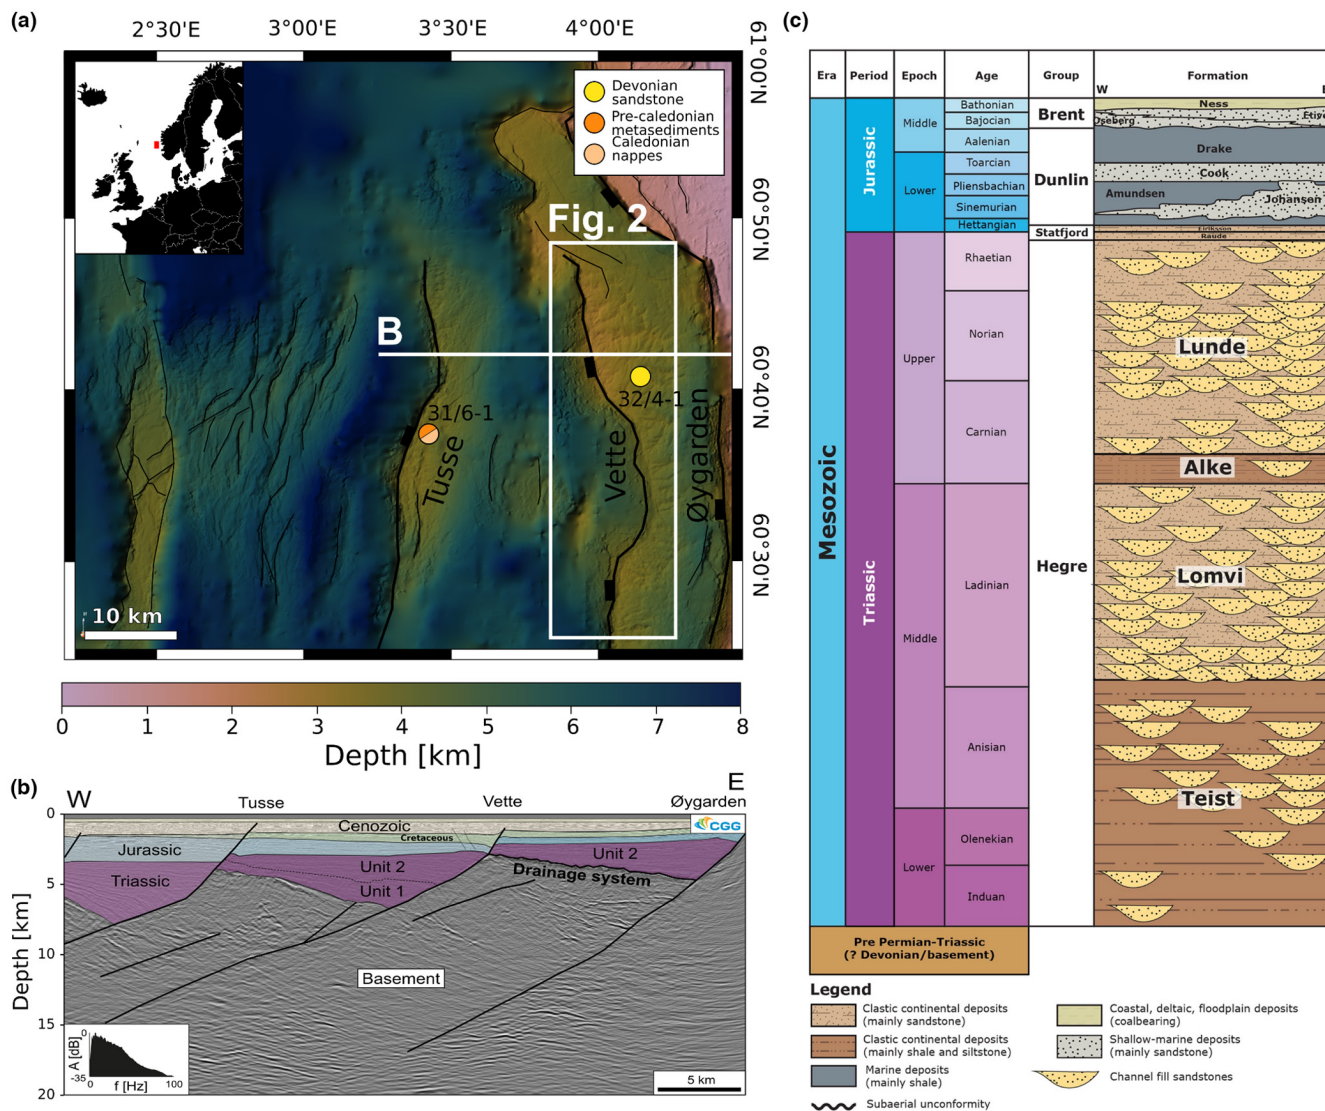 (a)
2°30'E
3°00'E
3°30'E
4°00'E
61°00'N
60°50'N
60°40'N
60°30'N
Devonian
sandstone
Pre-caledonian
metasediments
Caledonian
nappes
Fig. 2
B
31/6-1
32/4-1
Tusse
Vette
Øygarden
10 km
0 1 2 3 4 5 6 7 8
Depth [km]
(b)
W
E
Tusse
Vette
Øygarden
CGG
0
5
10
15
20
Depth [km]
Cenozoic
Cretaceous
Jurassic
Triassic
Unit 2
Unit 1
Unit 2
Drainage system
Basement
A [dB]
0
-35
0
100
f [Hz]
5 km
(c)
Era Period Epoch Age Group Formation
W
E
Mesozoic
Jurassic
Triassic
Middle
Lower
Upper
Middle
Lower
Bathonian
Bajocian
Aalenian
Toarcian
Pliensbachian
Sinemurian
Hettangian
Rhaetian
Norian
Carnian
Ladinian
Anisian
Olenekian
Induan
Brent
Dunlin
Statfjord
Hegre
Ness
Oseberg
Etive
Drake
Cook
Amundsen
Johansen
Eiriksson
Raude
Lunde
Alke
Lomvi
Teist
Pre Permian-Triassic
(? Devonian/basement)
Legend
Clastic continental deposits
(mainly sandstone)
Clastic continental deposits
(mainly shale and siltstone)
Marine deposits
(mainly shale)
Subaerial unconformity
Coastal, deltaic, floodplain deposits
(coalbearing)
Shallow-marine deposits
(mainly sandstone)
Channel fill sandstones